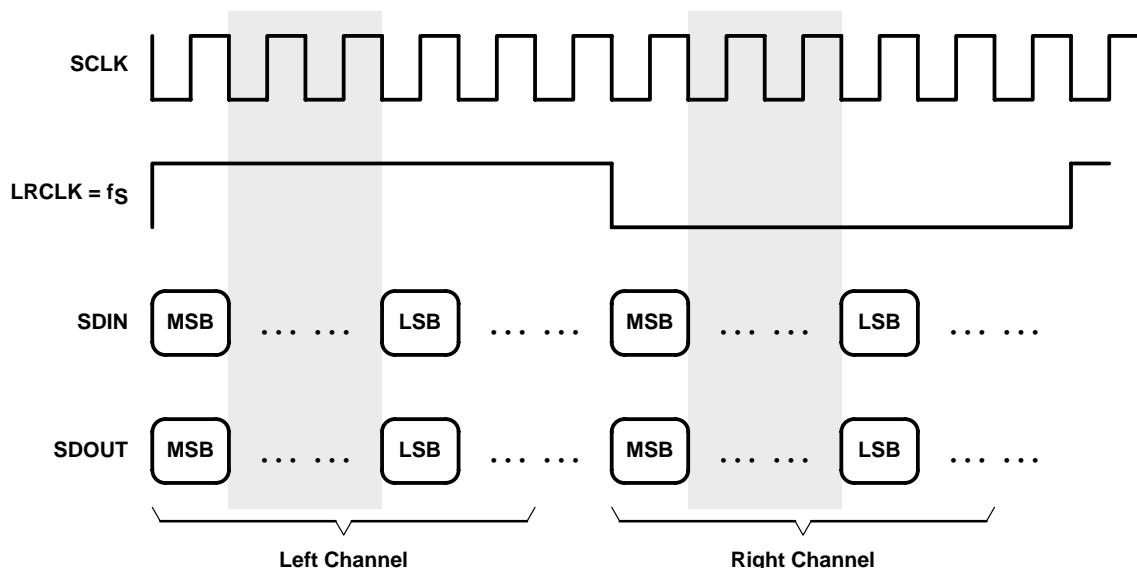 SCLK
LRCLK = fS
SDIN MSB ... ... LSB ... ... MSB ... ... LSB ... ...
SDOUT MSB ... ... LSB ... ... MSB ... ... LSB ... ...
Left Channel Right Channel